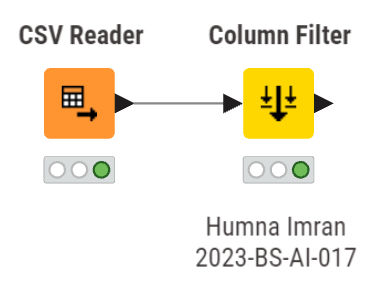 CSV Reader
Column Filter
Humna Imran
2023-BS-AI-017